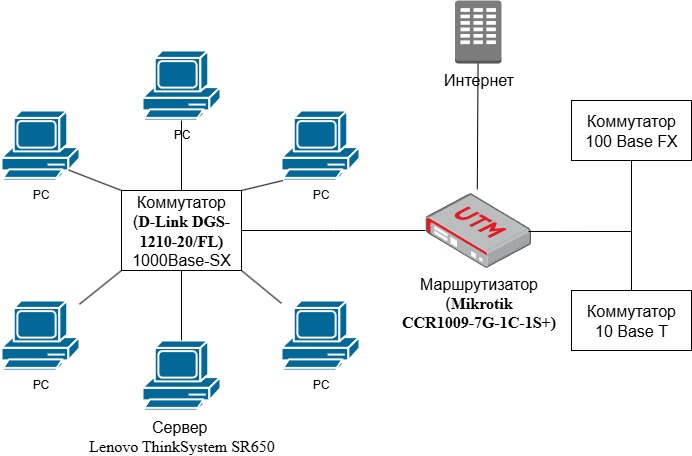 Интернет
PC
PC
PC
Коммутатор
(D-Link DGS-
1210-20/FL)
1000Base-SX
UTM
Коммутатор
100 Base FX
Маршрутизатор
(Mikrotik
CCR1009-7G-1C-1S+)
Коммутатор
10 Base T
PC
PC
Сервер
Lenovo ThinkSystem SR650